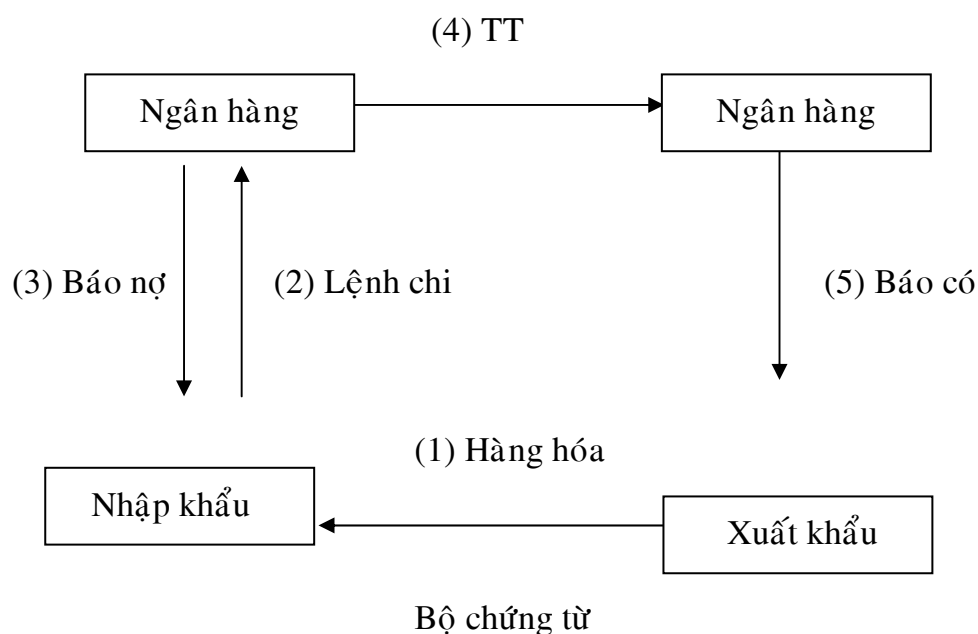 (4) TT
Ngân hàng
Ngân hàng
(3) Báo nợ
(2) Lệnh chi
(5) Báo có
(1) Hàng hóa
Nhập khẩu
Xuất khẩu
Bộ chứng từ